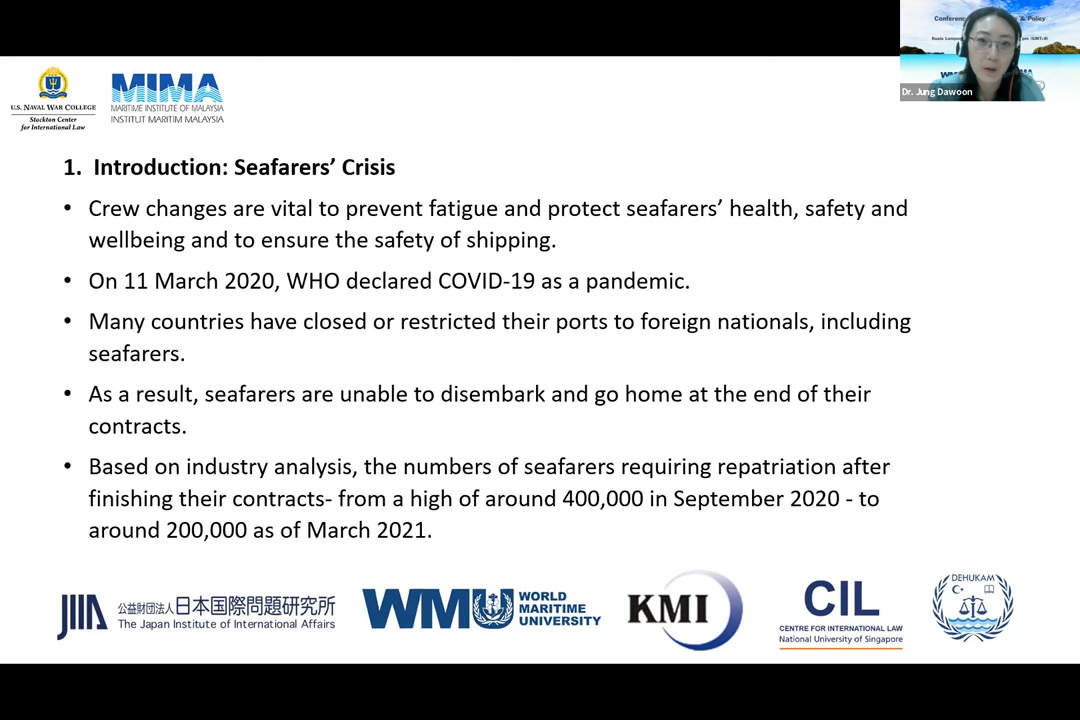 Conferenc
& Policy
Kuala Lumpu
pm (GMT+8)
Dr. Jung Dawoon
U.S. NAVAL WAR COLLEGE
Stockton Center
for International Law
MIMA
MARITIME INSTITUTE OF MALAYSIA
INSTITUT MARITIM MALAYSIA
1. Introduction: Seafarers’ Crisis
• Crew changes are vital to prevent fatigue and protect seafarers’ health, safety and
wellbeing and to ensure the safety of shipping.
• On 11 March 2020, WHO declared COVID-19 as a pandemic.
• Many countries have closed or restricted their ports to foreign nationals, including
seafarers.
• As a result, seafarers are unable to disembark and go home at the end of their
contracts.
• Based on industry analysis, the numbers of seafarers requiring repatriation after
finishing their contracts- from a high of around 400,000 in September 2020 - to
around 200,000 as of March 2021.
JIIA
公益財団法人日本国際問題研究所
The Japan Institute of International Affairs
WMU
WORLD
MARITIME
UNIVERSITY
KMI
CIL
CENTRE FOR INTERNATIONAL LAW
National University of Singapore
DEHUKAM